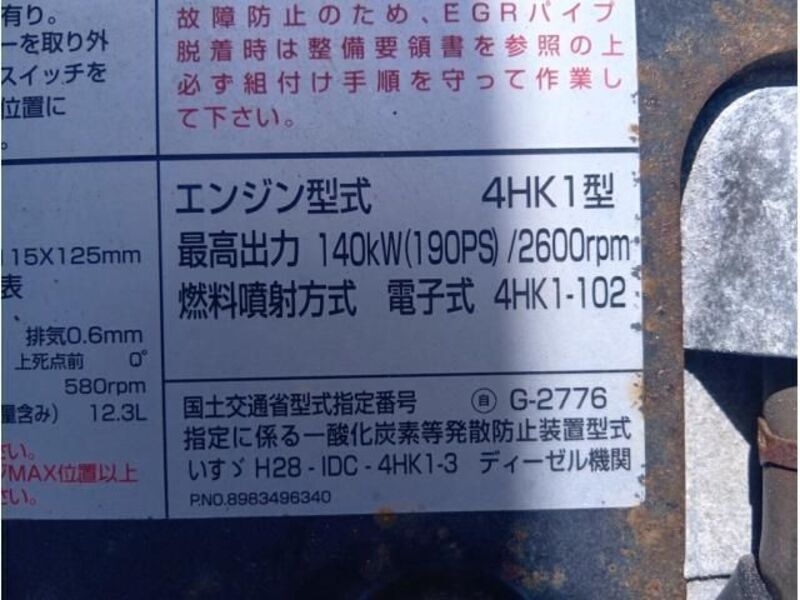 有り。
ーを取り外
スイッチを
位置に
。
故障防止のため、EGRパイプ
脱着時は整備要領書を参照の上
必ず組付け手順を守って作業し
て下さい。
115X125mm
表
排気0.6mm
上死点前 0°
580rpm
量含み) 12.3L
さい。
MAX位置以上
さい。
エンジン型式 4HK1型
最高出力 140kW(190PS)/2600rpm
燃料噴射方式 電子式 4HK1-102
国土交通省型式指定番号 ㊀自 G-2776
指定に係る一酸化炭素等発散防止装置型式
いすゞ H28-IDC-4HK1-3 ディーゼル機関
P.NO.8983496340